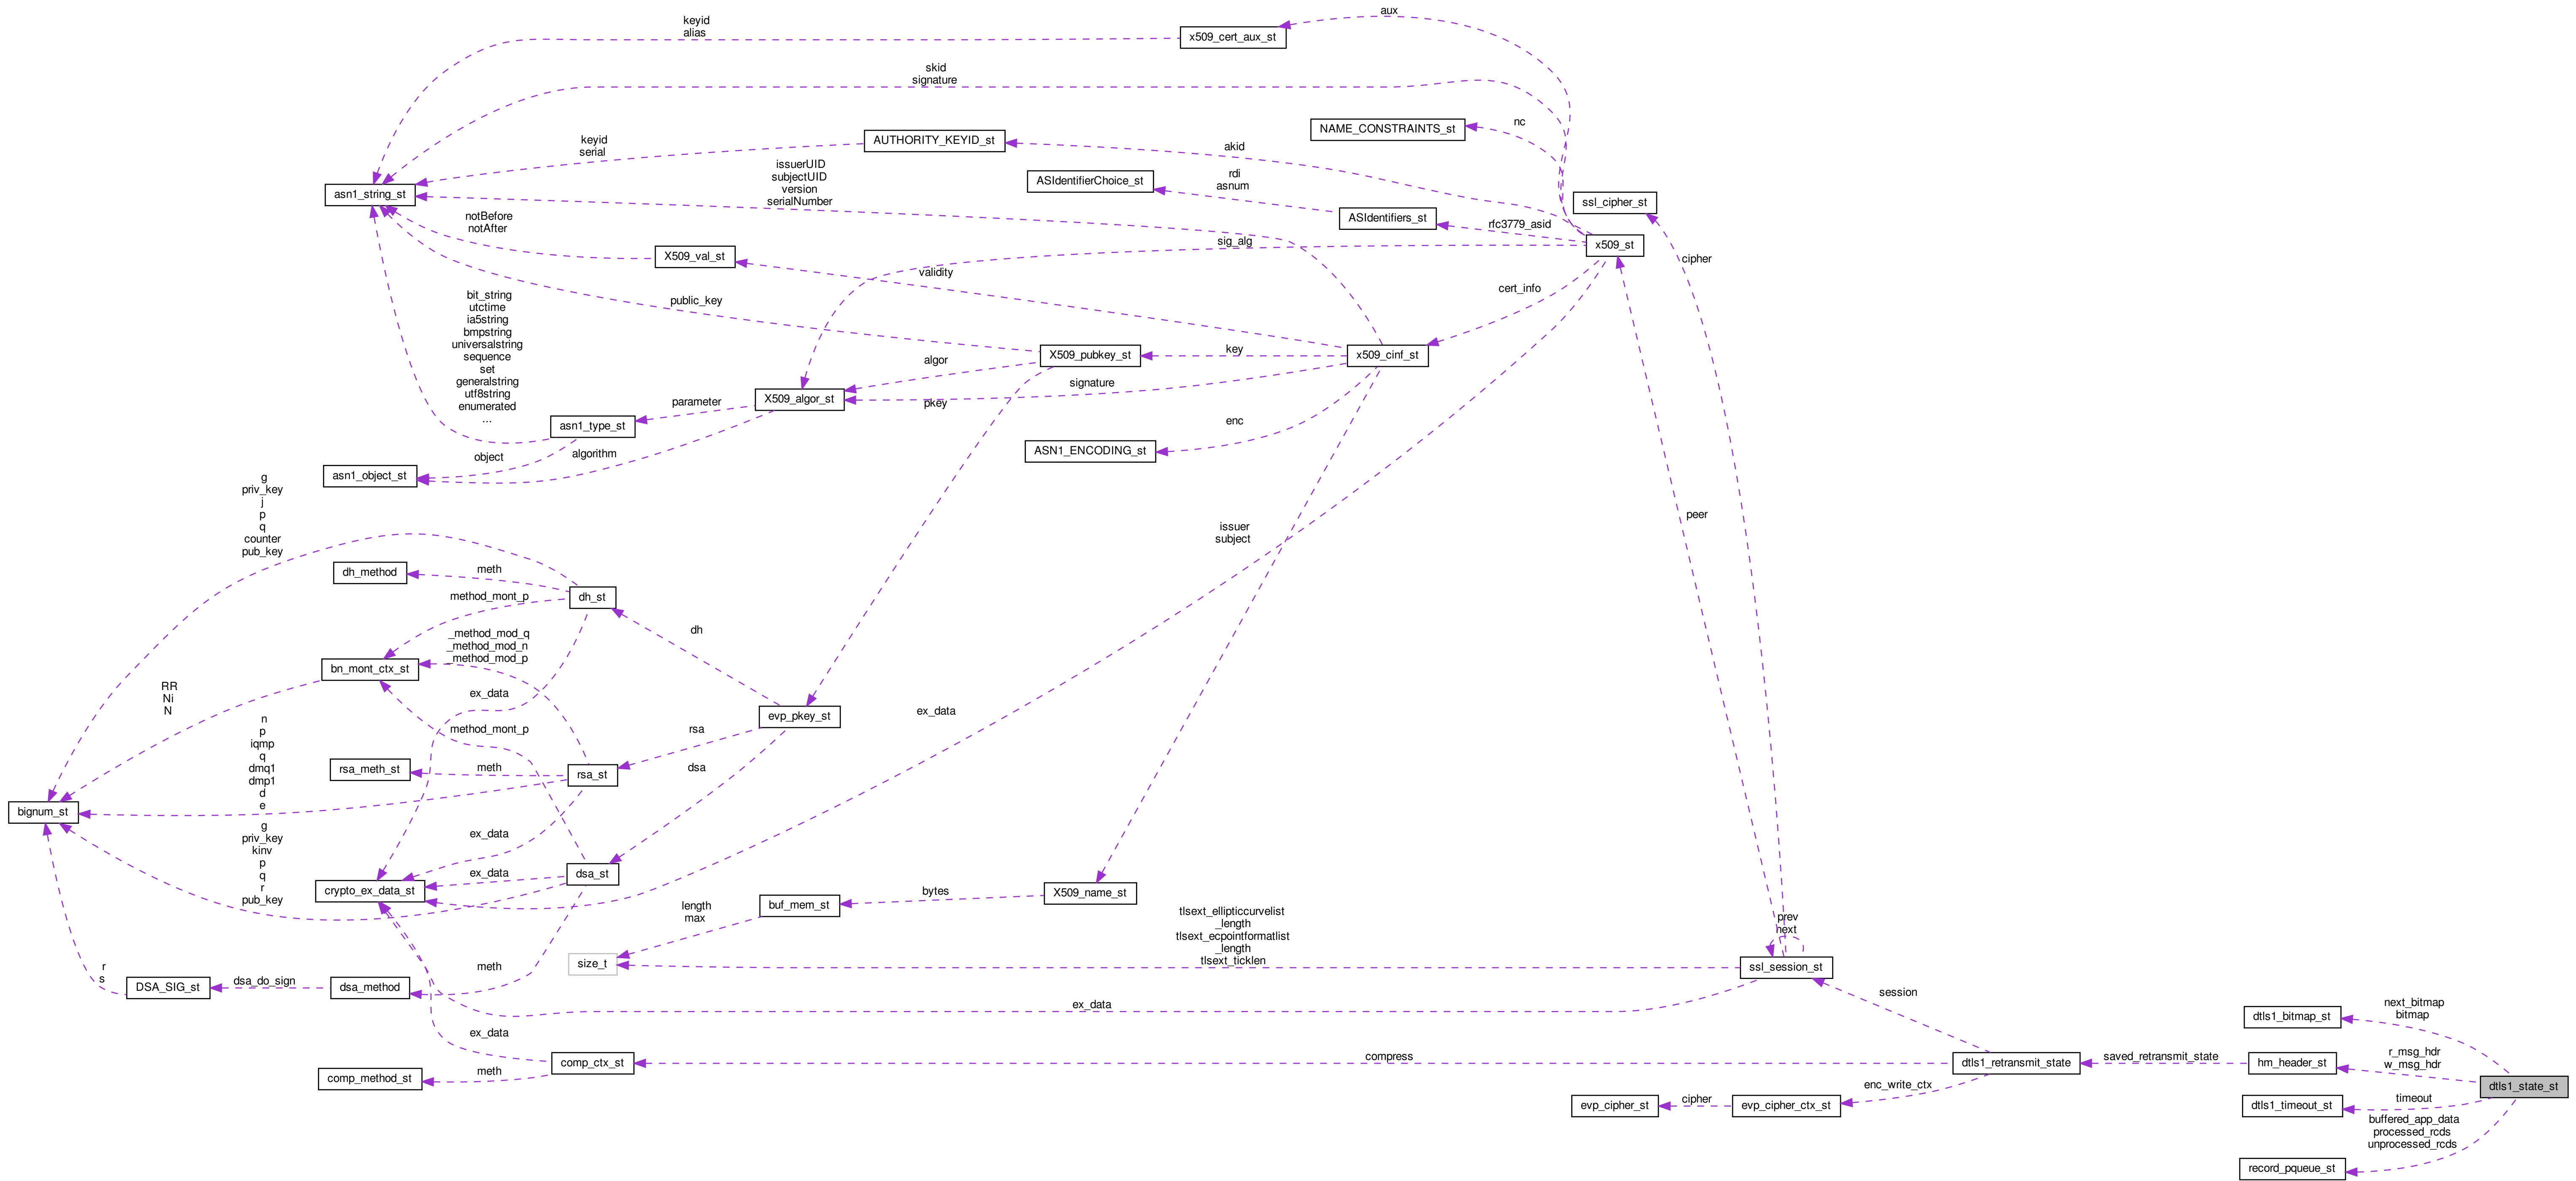 aux
keyid
alias
x509_cert_aux_st
skid
signature
NAME_CONSTRAINTS_st
nc
keyid
serial
AUTHORITY_KEYID_st
akid
issuerUID
subjectUID
version
serialNumber
ASIdentifierChoice_st
rdi
asnum
asn1_string_st
ssl_cipher_st
notBefore
notAfter
ASIdentifiers_st
rfc3779_asid
x509_st
sig_alg
X509_val_st
validity
cipher
cert_info
public_key
bit_string
utctime
ia5string
bmpstring
universalstring
sequence
set
generalstring
utf8string
enumerated
...
X509_pubkey_st
key
x509_cinf_st
algor
signature
X509_algor_st
pkey
parameter
asn1_type_st
enc
ASN1_ENCODING_st
object
algorithm
asn1_object_st
g
priv_key
j
p
q
counter
pub_key
issuer
subject
peer
dh_method
meth
dh_st
method_mont_p
dh
_method_mod_q
_method_mod_n
_method_mod_p
bn_mont_ctx_st
RR
Ni
N
ex_data
evp_pkey_st
ex_data
method_mont_p
rsa
n
p
iqmp
q
dmq1
dmp1
d
e
rsa_meth_st
meth
rsa_st
dsa
bignum_st
g
priv_key
kinv
p
q
r
pub_key
ex_data
crypto_ex_data_st
ex_data
dsa_st
X509_name_st
bytes
buf_mem_st
length
max
size_t
tlsext_ellipticcurvelist
_length
tlsext_ecpointformatlist
_length
tlsext_ticklen
prev
next
ssl_session_st
r
s
DSA_SIG_st
dsa_do_sign
dsa_method
meth
session
ex_data
next_bitmap
bitmap
dtls1_bitmap_st
ex_data
comp_ctx_st
compress
dtls1_retransmit_state
saved_retransmit_state
hm_header_st
r_msg_hdr
w_msg_hdr
comp_method_st
meth
enc_write_ctx
dtls1_state_st
evp_cipher_st
cipher
evp_cipher_ctx_st
dtls1_timeout_st
timeout
buffered_app_data
processed_rcds
unprocessed_rcds
record_pqueue_st